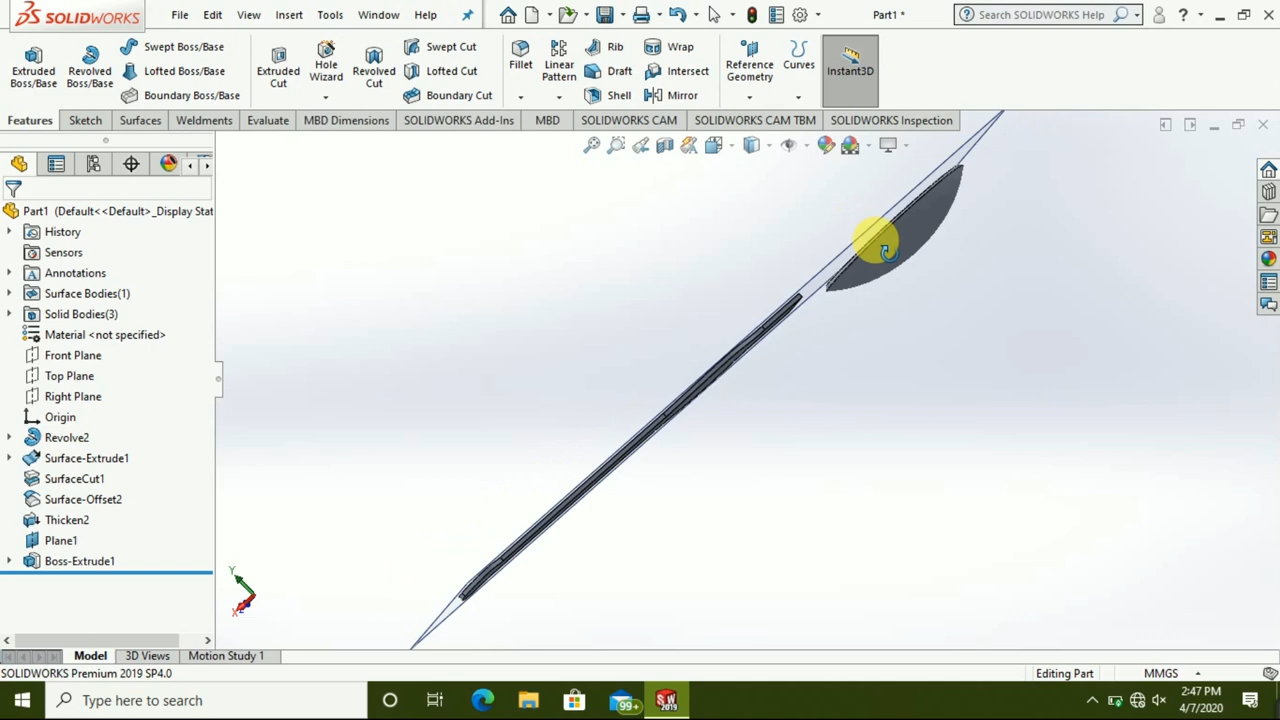 SOLIDWORKS File Edit View Insert Tools Window Help Part1 * Search SOLIDWORKS Help ?
Extruded Boss/Base
Revolved Boss/Base
Swept Boss/Base
Lofted Boss/Base
Boundary Boss/Base
Extruded Cut
Hole Wizard
Revolved Cut
Swept Cut
Lofted Cut
Boundary Cut
Fillet
Linear Pattern
Rib
Draft
Shell
Wrap
Intersect
Mirror
Reference Geometry
Curves
Instant3D
Features Sketch Surfaces Weldments Evaluate MBD Dimensions SOLIDWORKS Add-Ins MBD SOLIDWORKS CAM SOLIDWORKS CAM TBM SOLIDWORKS Inspection
Part1 (Default<<Default>_Display Stat
History
Sensors
Annotations
Surface Bodies(1)
Solid Bodies(3)
Material <not specified>
Front Plane
Top Plane
Right Plane
Origin
Revolve2
Surface-Extrude1
SurfaceCut1
Surface-Offset2
Thicken2
Plane1
Boss-Extrude1
Y
X
Model 3D Views Motion Study 1
SOLIDWORKS Premium 2019 SP4.0 Editing Part MMGS
Type here to search 99+ SW 2019 2:47 PM
4/7/2020